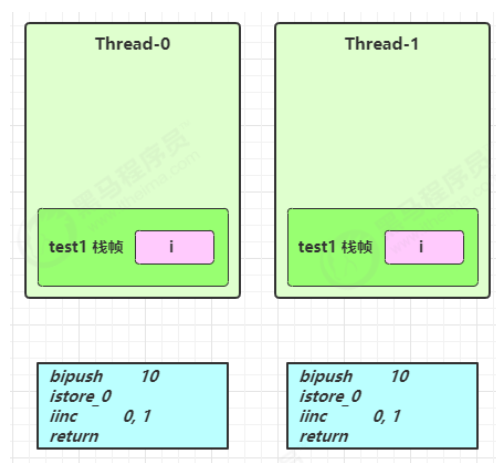 Thread-0
Thread-1
test1 栈帧
i
test1 栈帧
i
bipush 10
istore_0
iinc 0, 1
return
bipush 10
istore_0
iinc 0, 1
return